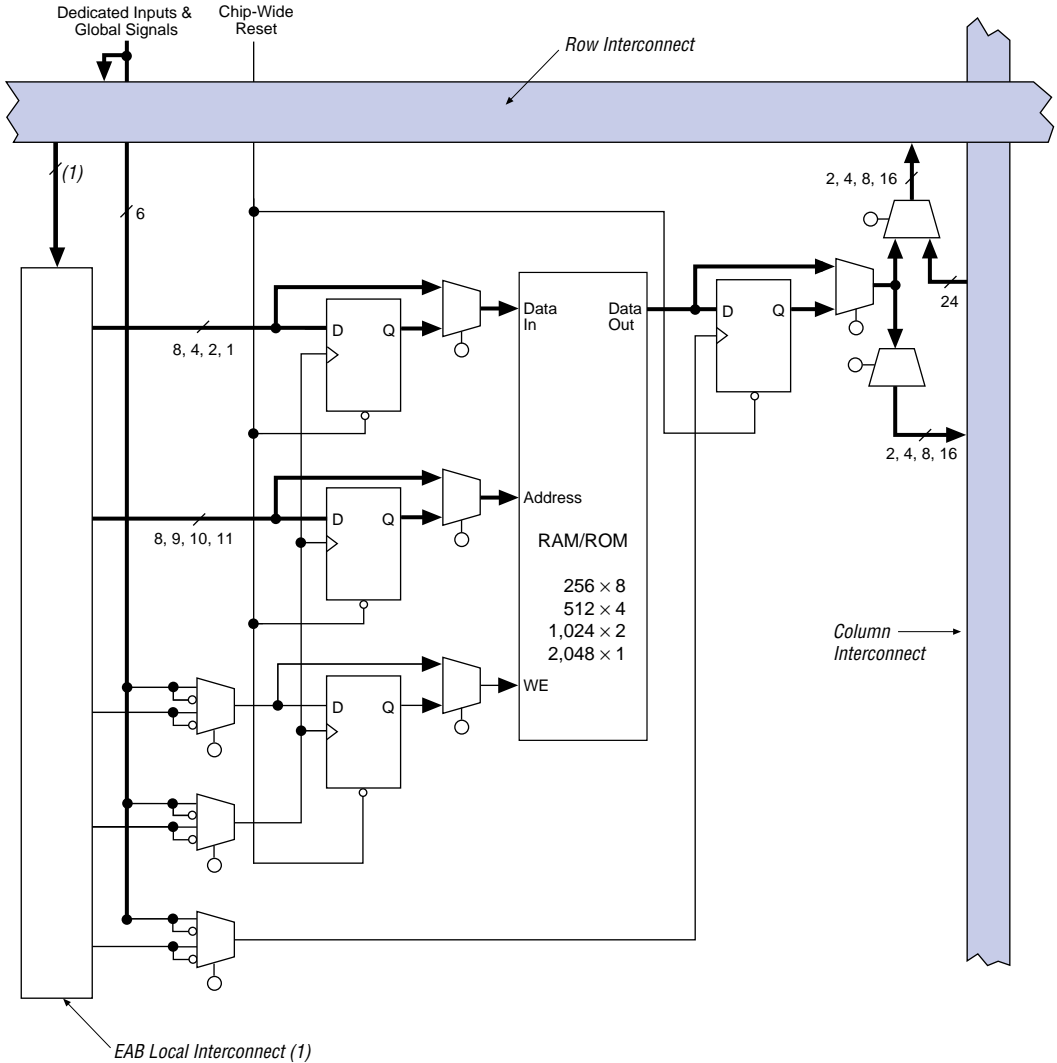 Dedicated Inputs &
Global Signals
Chip-Wide
Reset
Row Interconnect
(1)
6
2, 4, 8, 16
24
Data
In
Data
Out
D
Q
8, 4, 2, 1
D
Q
2, 4, 8, 16
Address
D
Q
8, 9, 10, 11
RAM/ROM
256 × 8
512 × 4
1,024 × 2
2,048 × 1
Column
Interconnect
WE
D
Q
EAB Local Interconnect (1)